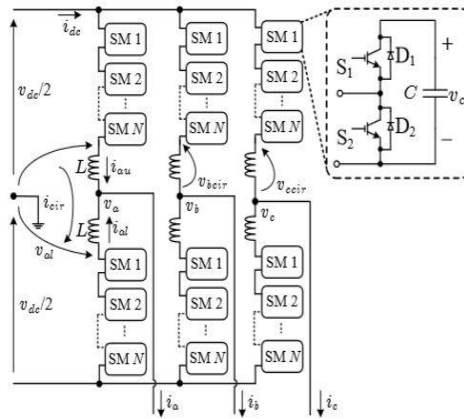 i_dc
SM 1
SM 1
SM 1
SM 2
SM 2
SM 2
SM N
SM N
SM N
v_dc/2
S_1
D_1
+
C
v_c
S_2
D_2
−
L
i_au
v_bcir
v_ccir
i_cir
v_a
v_b
v_c
v_al
L
i_al
SM 1
SM 1
SM 1
SM 2
SM 2
SM 2
v_dc/2
SM N
SM N
SM N
i_a
i_b
i_c